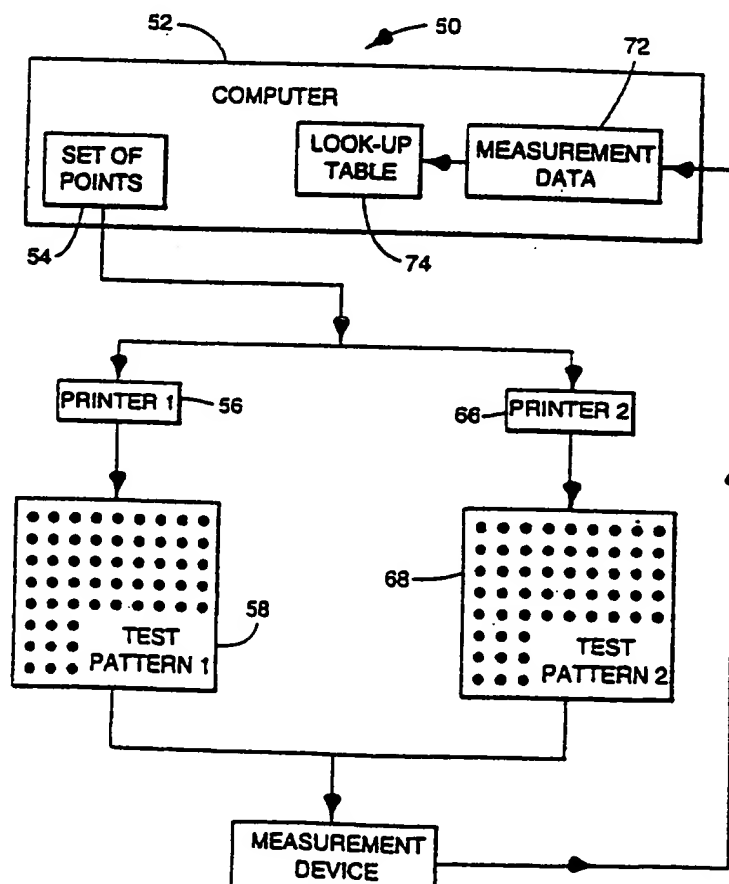 52
50
72
COMPUTER
SET OF
POINTS
LOOK-UP
TABLE
MEASUREMENT
DATA
54
74
PRINTER 1
56
66
PRINTER 2
68
58
TEST
PATTERN 1
TEST
PATTERN 2
MEASUREMENT
DEVICE